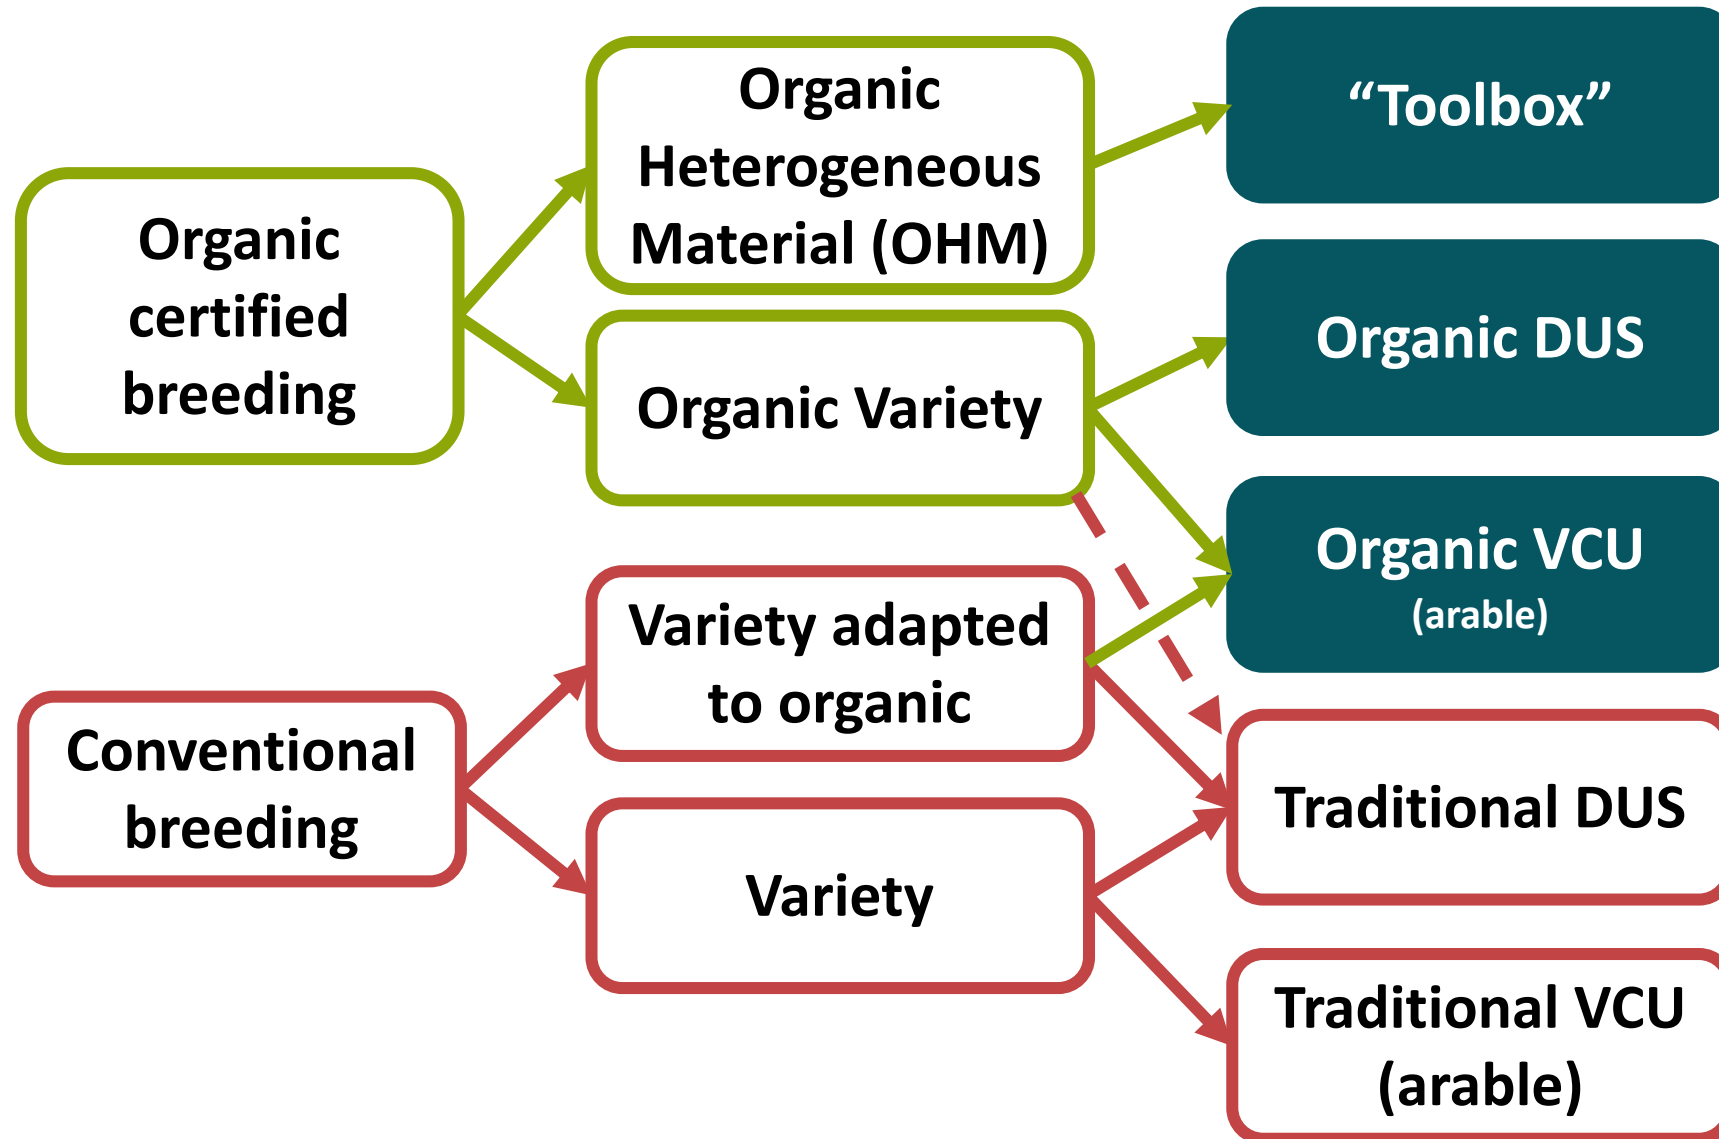 Organic
certified
breeding
Organic
Heterogeneous
Material (OHM)
Organic Variety
“Toolbox”
Organic DUS
Organic VCU
(arable)
Conventional
breeding
Variety adapted
to organic
Variety
Traditional DUS
Traditional VCU
(arable)